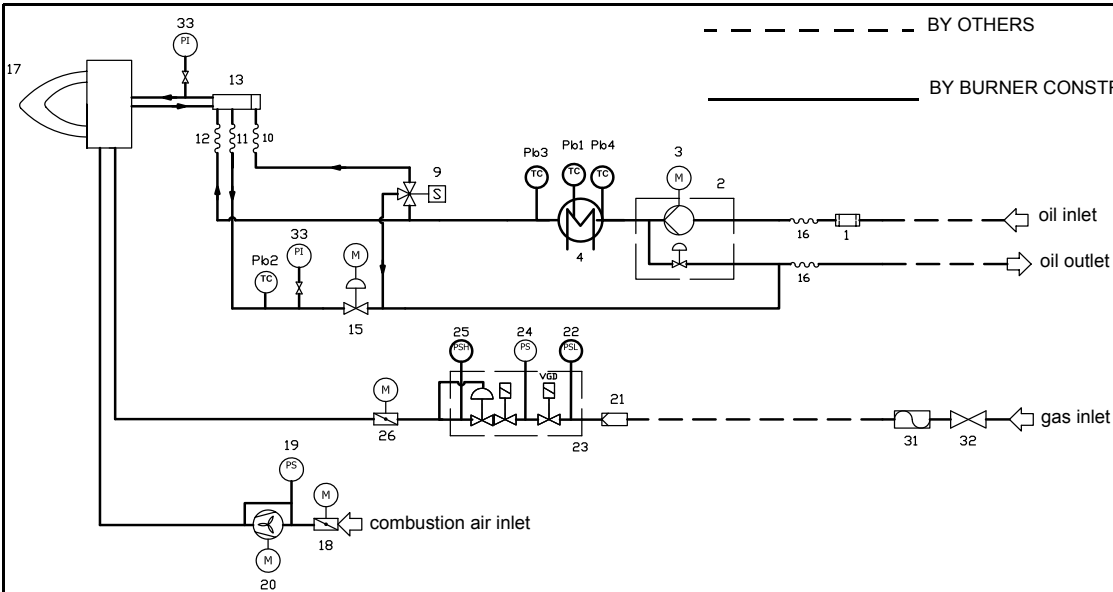 33
BY OTHERS
PI
17
13
BY BURNER CONSTR
12
11
10
Pb3
Pb1
Pb4
3
9
2
TC
TC
TC
M
S
oil inlet
16
1
33
4
PI
M
oil outlet
Pb2
16
TC
15
25
24
22
PSH
PS
VGD
PSL
M
21
gas inlet
26
23
31
32
19
PS
M
combustion air inlet
18
M
20